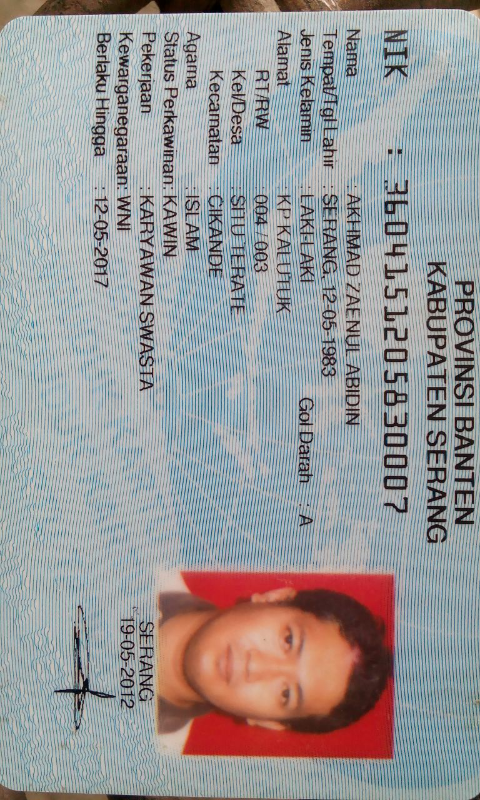 PROVINSI BANTEN
KABUPATEN SERANG
NIK : 3604151205830007
Nama : AKHMAD ZAENUL ABIDIN
Tempat/Tgl Lahir : SERANG, 12-05-1983
Jenis Kelamin : LAKI-LAKI Gol Darah : A
Alamat : KP KALUTUK
RT/RW : 004 / 003
Kel/Desa : SITU TERATE
Kecamatan : CIKANDE
Agama : ISLAM
Status Perkawinan : KAWIN
Pekerjaan : KARYAWAN SWASTA
Kewarganegaraan : WNI
Berlaku Hingga : 12-05-2017
SERANG
19-05-2012